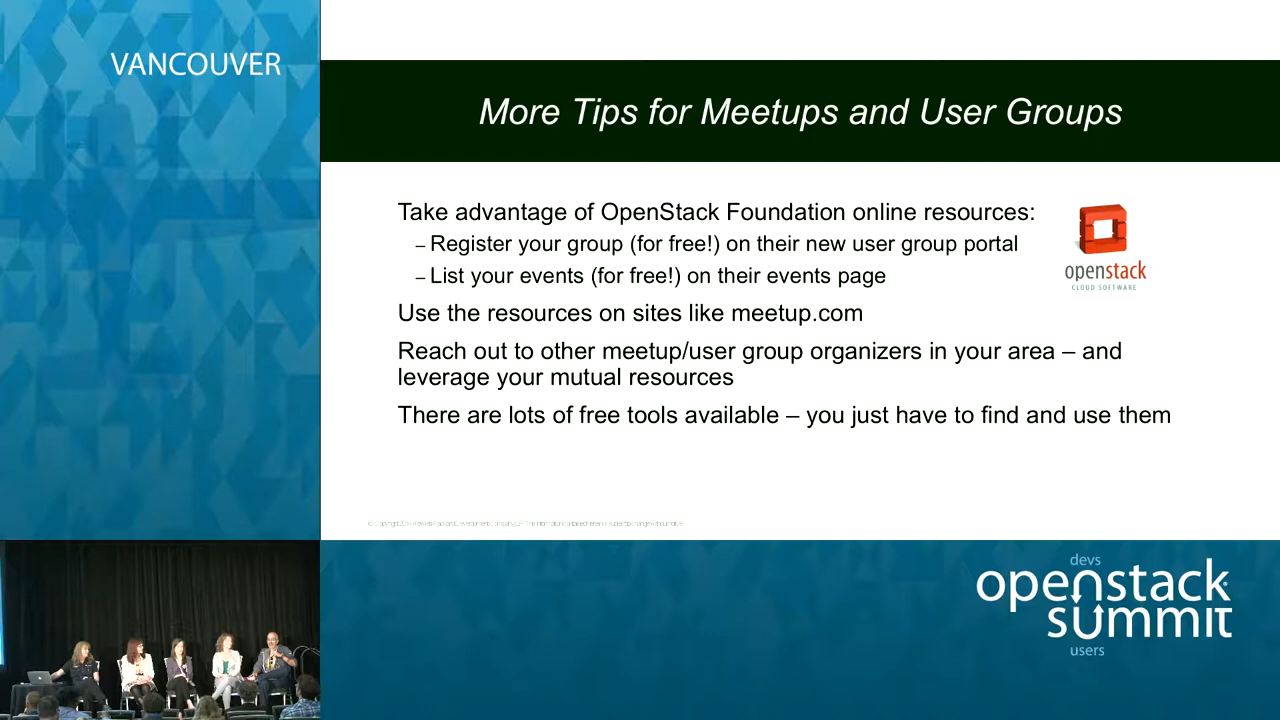 VANCOUVER
More Tips for Meetups and User Groups
Take advantage of OpenStack Foundation online resources:
– Register your group (for free!) on their new user group portal
– List your events (for free!) on their events page
openstack
CLOUD SOFTWARE
Use the resources on sites like meetup.com
Reach out to other meetup/user group organizers in your area – and
leverage your mutual resources
There are lots of free tools available – you just have to find and use them
devs
openstack
summit
users